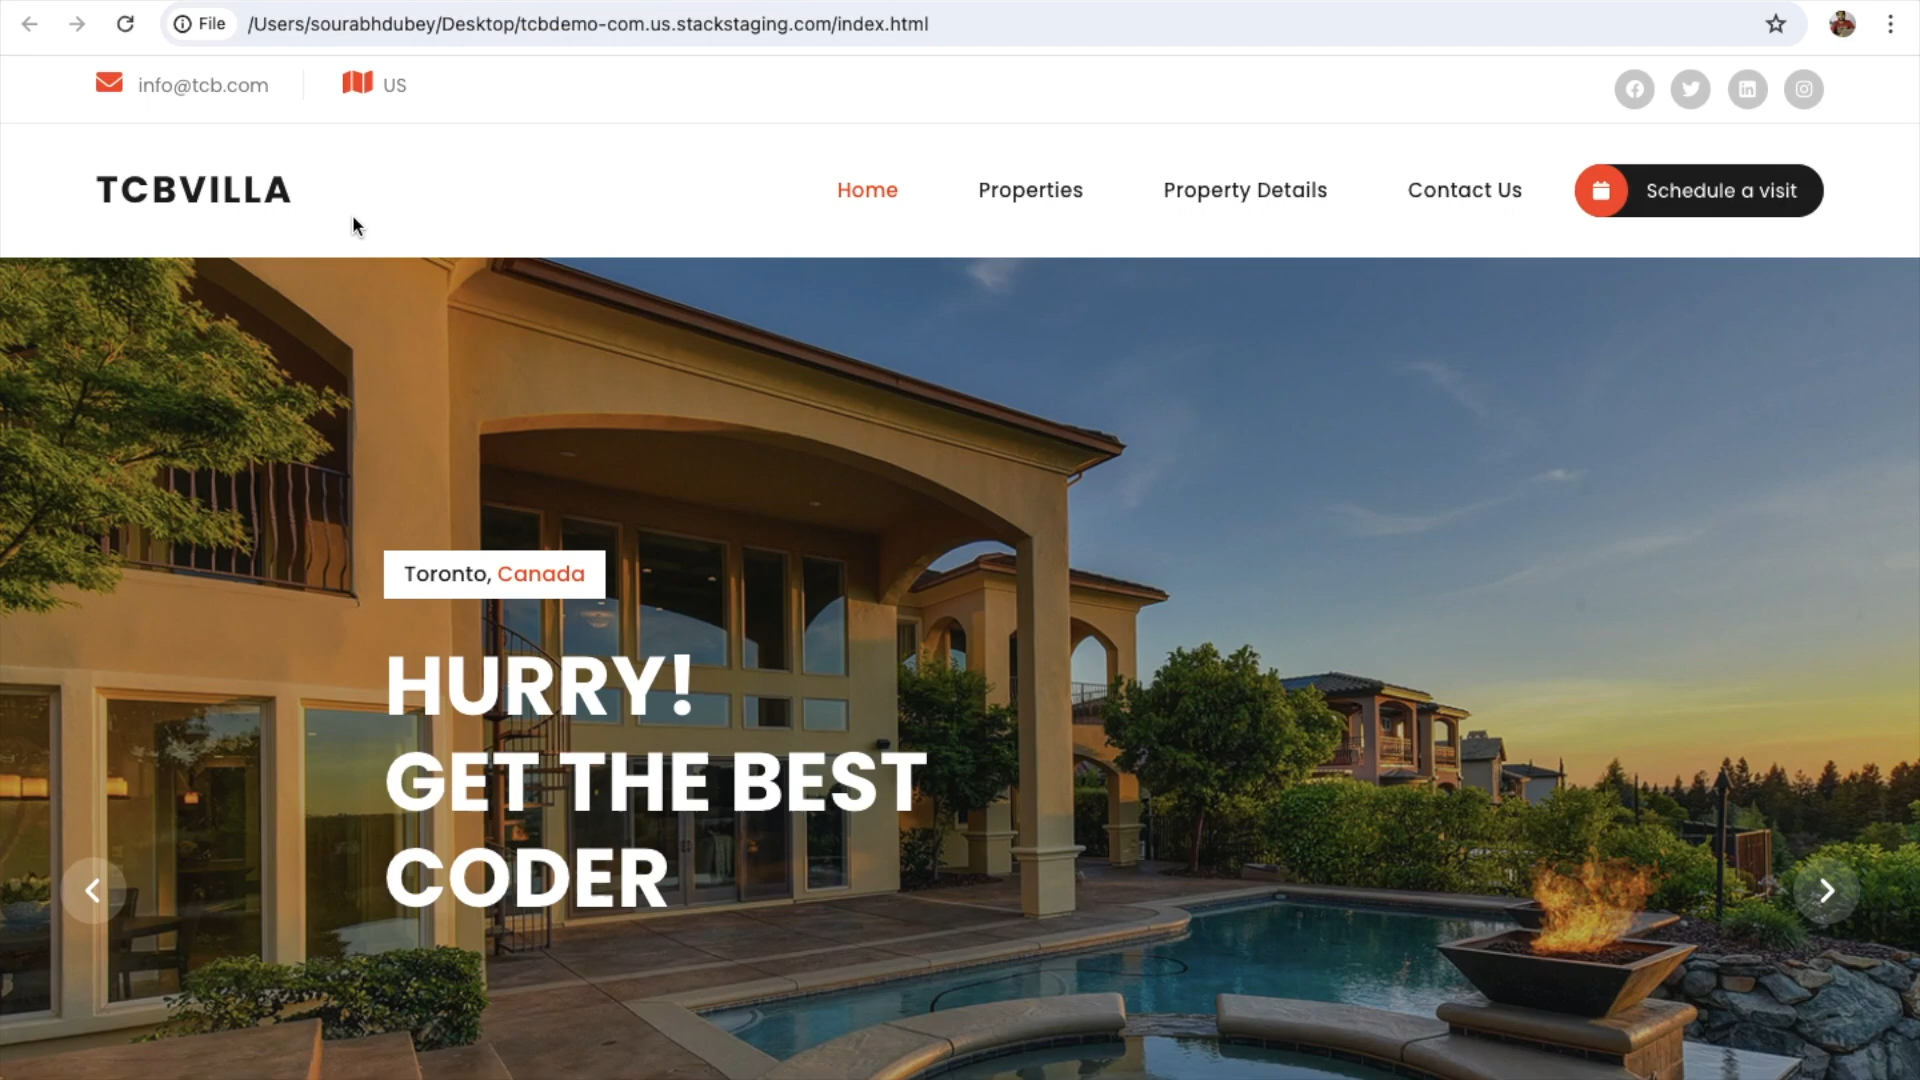 File
/Users/sourabhdubey/Desktop/tcbdemo-com.us.stackstaging.com/index.html
info@tcb.com
US
TCBVILLA
Home
Properties
Property Details
Contact Us
Schedule a visit
Toronto, Canada
HURRY!
GET THE BEST
CODER